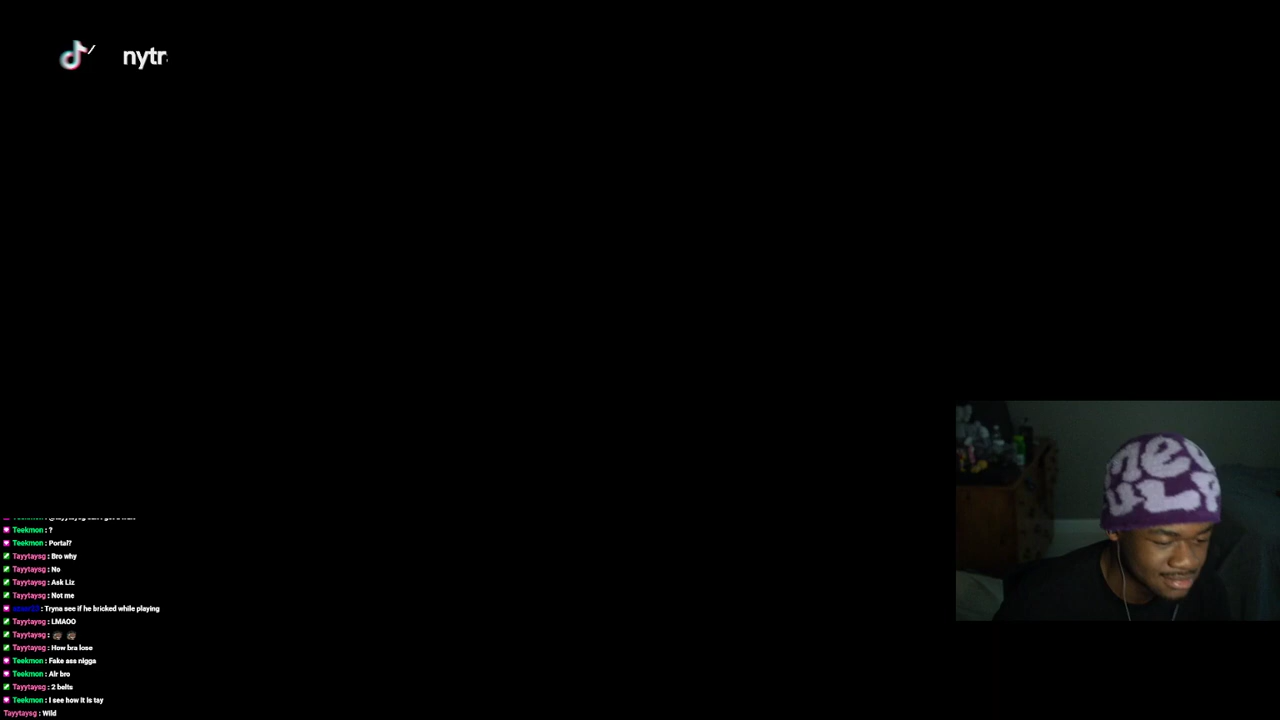 nytr
Teekmon : ?
Teekmon : Portal?
Tayytaysg : Bro why
Tayytaysg : No
Tayytaysg : Ask Liz
Tayytaysg : Not me
: Tryna see if he bricked while playing
Tayytaysg : LMAOO
Tayytaysg :
Tayytaysg : How bra lose
Teekmon : Fake ass nigga
Teekmon : Alr bro
Tayytaysg : 2 belts
Teekmon : I see how it is tay
Tayytaysg : Wild
meo
ULP